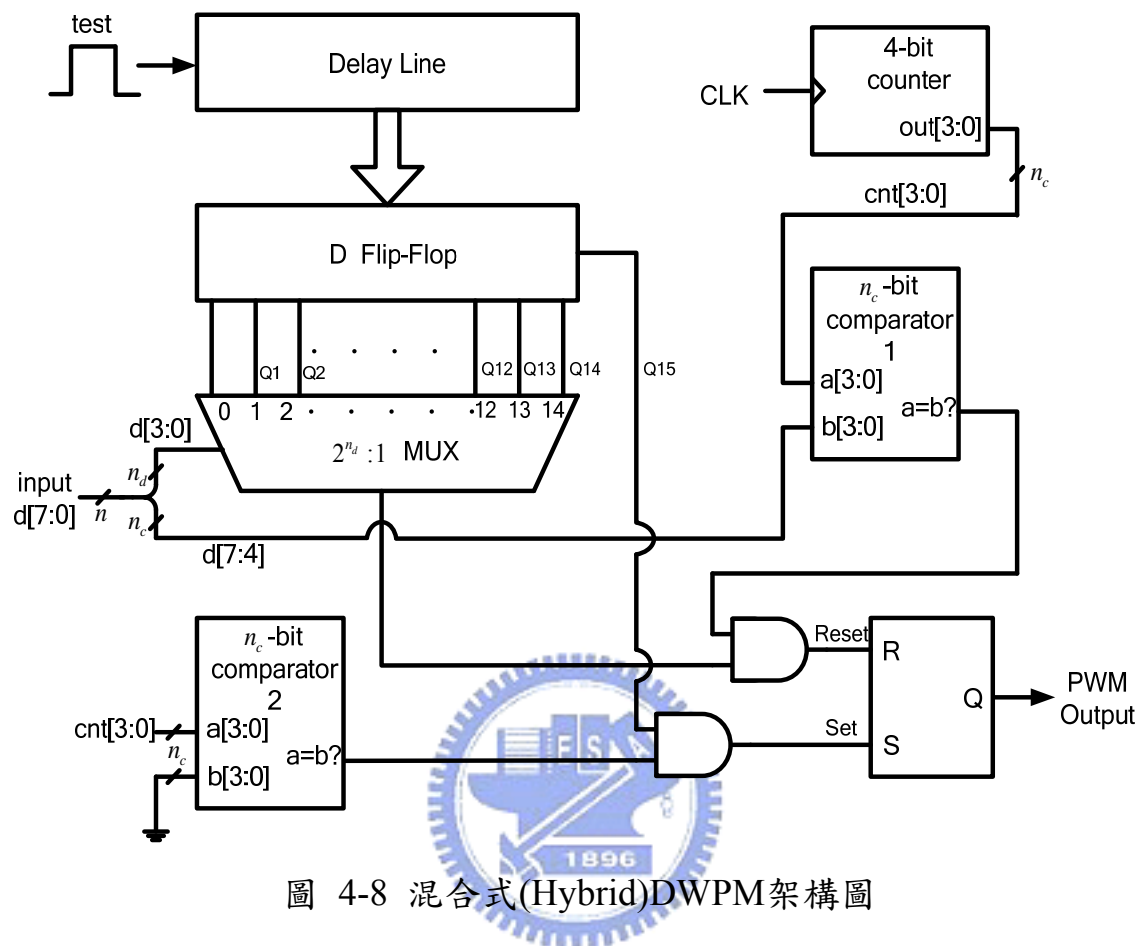 test
Delay Line
4-bit
counter
CLK
out[3:0]
n_c
cnt[3:0]
D Flip-Flop
Q1
Q2
. . . .
Q12
Q13
Q14
Q15
0
1
2
. . . . .
12
13
14
2^{n_d} :1 MUX
d[3:0]
n_d
input
d[7:0]
n
n_c
d[7:4]
n_c -bit
comparator
1
a[3:0]
b[3:0]
a=b?
n_c -bit
comparator
2
cnt[3:0]
n_c
a[3:0]
b[3:0]
a=b?
Reset
Set
R
S
Q
PWM
Output
E S A
1896
圖 4-8 混合式(Hybrid)DWPM架構圖